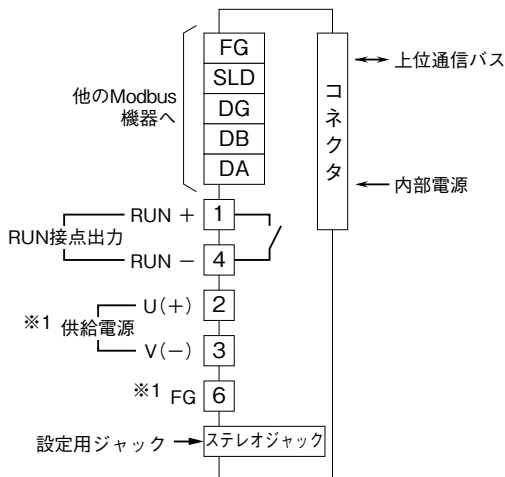 FG
SLD
DG
DB
DA
他のModbus
機器へ
コネクタ
上位通信バス
内部電源
RUN + 1
RUN接点出力
RUN − 4
U(+) 2
※1 供給電源
V(−) 3
※1 FG 6
設定用ジャック ステレオジャック